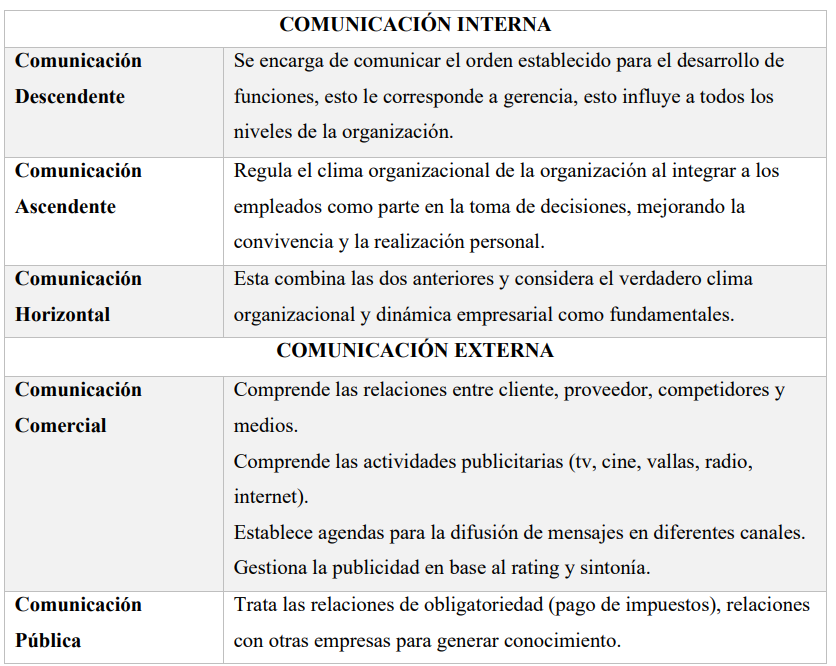 COMUNICACIÓN INTERNA
Comunicación
Descendente
Se encarga de comunicar el orden establecido para el desarrollo de
funciones, esto le corresponde a gerencia, esto influye a todos los
niveles de la organización.
Comunicación
Ascendente
Regula el clima organizacional de la organización al integrar a los
empleados como parte en la toma de decisiones, mejorando la
convivencia y la realización personal.
Comunicación
Horizontal
Esta combina las dos anteriores y considera el verdadero clima
organizacional y dinámica empresarial como fundamentales.
COMUNICACIÓN EXTERNA
Comunicación
Comercial
Comprende las relaciones entre cliente, proveedor, competidores y
medios.
Comprende las actividades publicitarias (tv, cine, vallas, radio,
internet).
Establece agendas para la difusión de mensajes en diferentes canales.
Gestiona la publicidad en base al rating y sintonía.
Comunicación
Pública
Trata las relaciones de obligatoriedad (pago de impuestos), relaciones
con otras empresas para generar conocimiento.